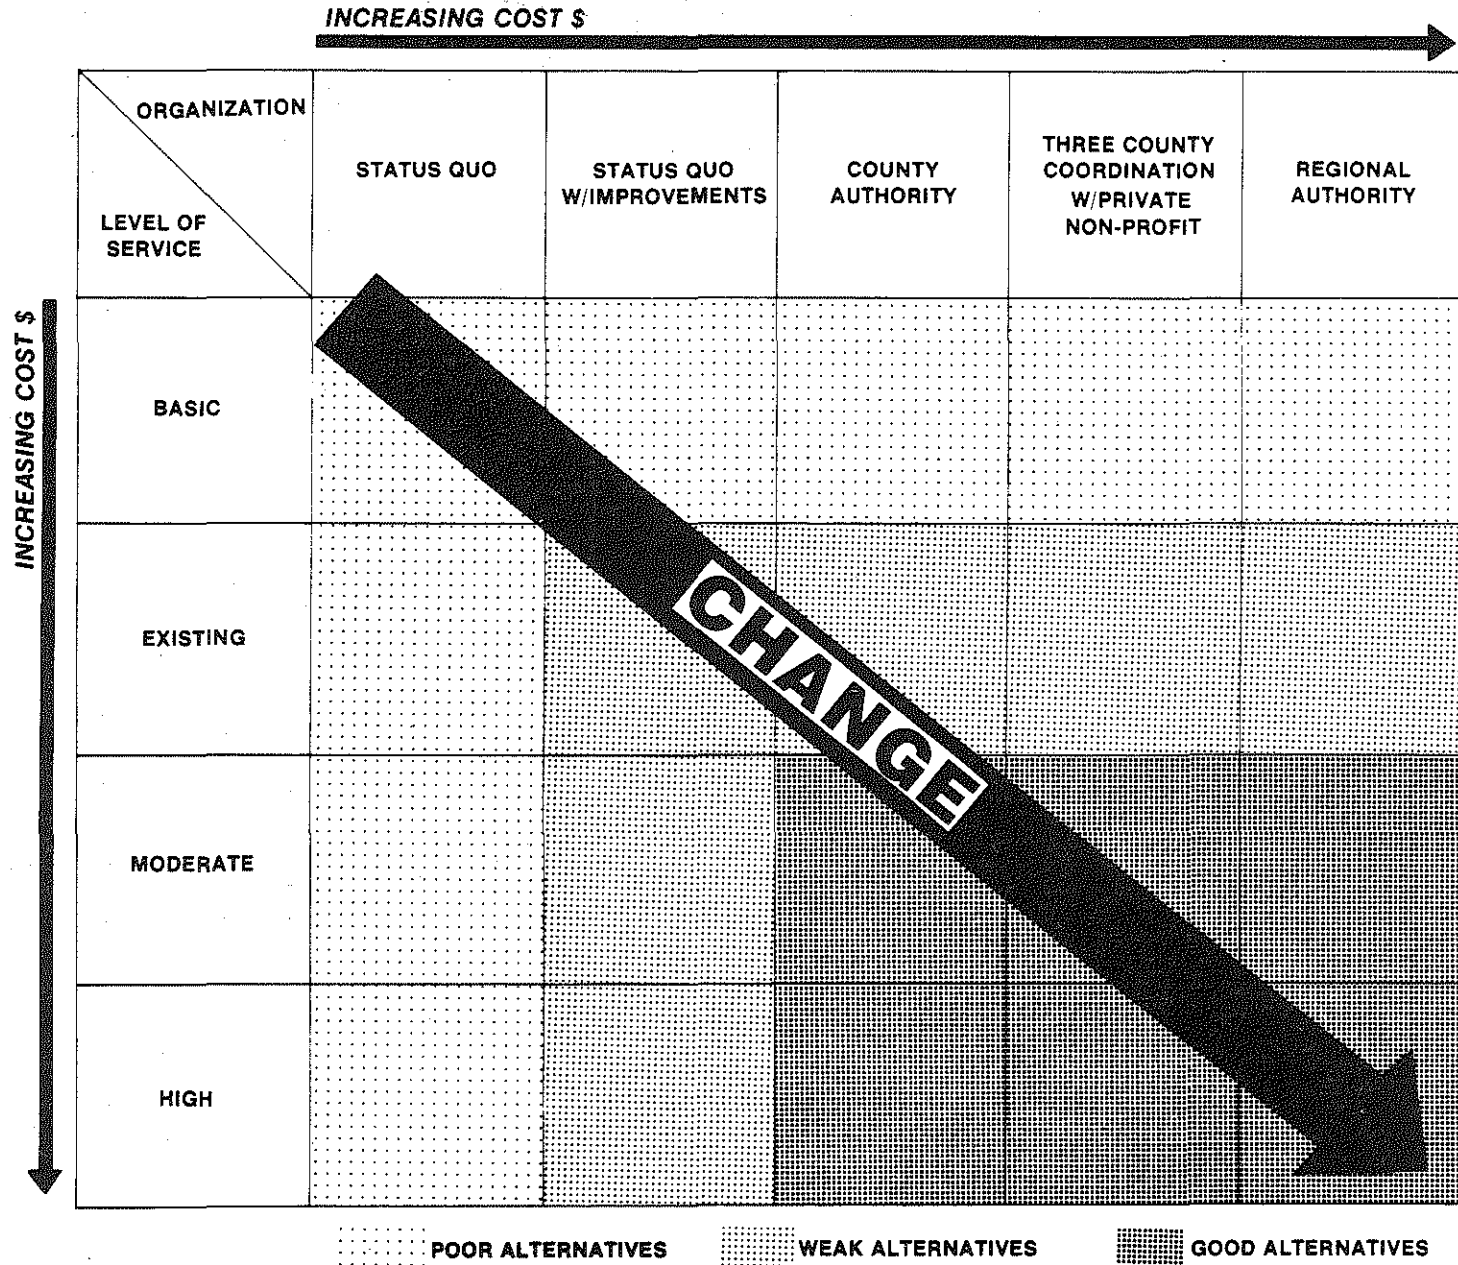 INCREASING COST $
ORGANIZATION
LEVEL OF
SERVICE
STATUS QUO
STATUS QUO
W/IMPROVEMENTS
COUNTY
AUTHORITY
THREE COUNTY
COORDINATION
W/PRIVATE
NON-PROFIT
REGIONAL
AUTHORITY
INCREASING COST $
BASIC
EXISTING
MODERATE
HIGH
CHANGE
POOR ALTERNATIVES
WEAK ALTERNATIVES
GOOD ALTERNATIVES